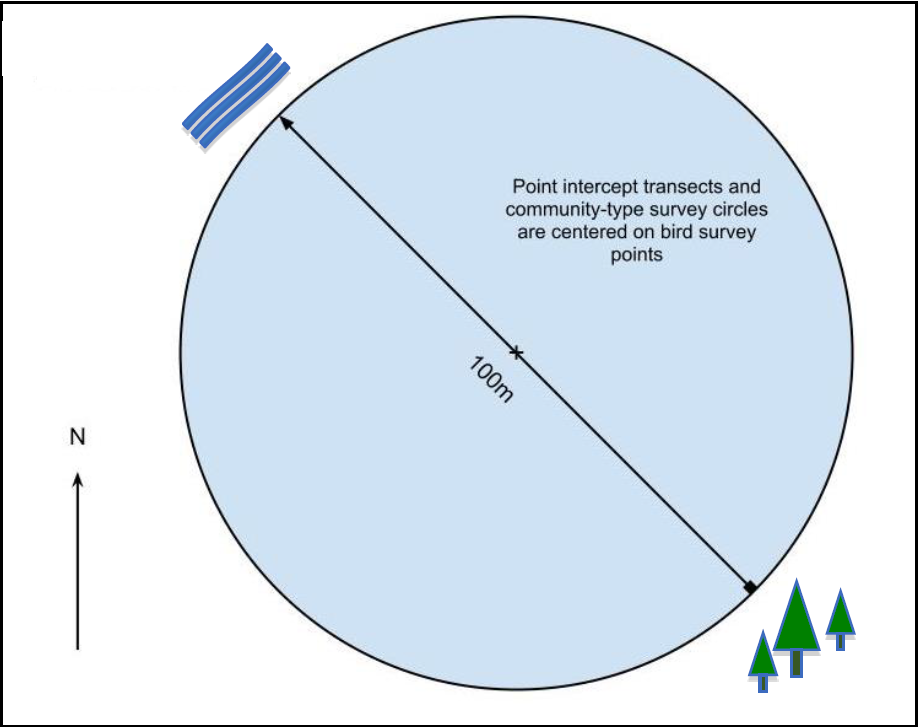 Point intercept transects and
community-type survey circles
are centered on bird survey
points
100m
N